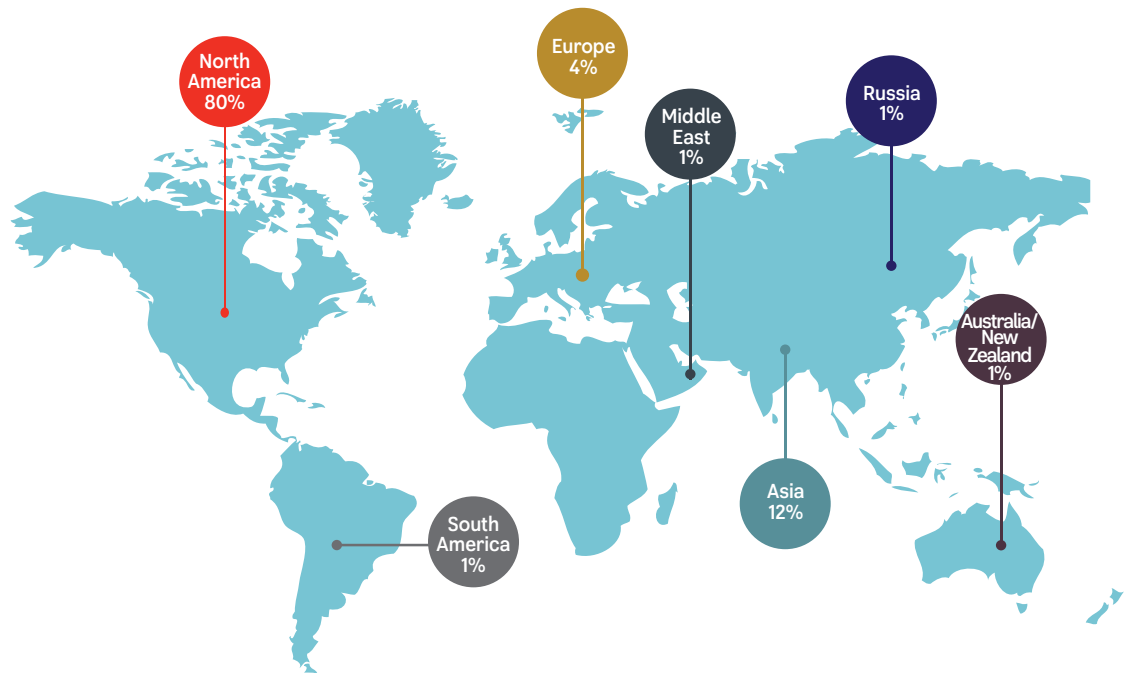 North
America
80%
Europe
4%
Middle
East
1%
Russia
1%
Australia/
New
Zealand
1%
Asia
12%
South
America
1%